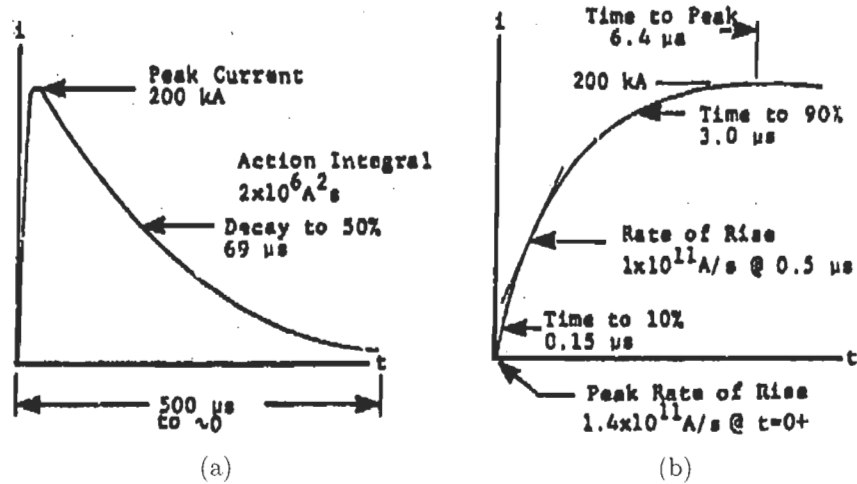 i
Peak Current
200 kA
Action Integral
2x10⁶A²s
Decay to 50%
69 µs
t
500 µs
to ~0
(a)
i
Time to Peak
6.4 µs
200 kA
Time to 90%
3.0 µs
Rate of Rise
1x10¹¹A/s @ 0.5 µs
Time to 10%
0.15 µs
t
Peak Rate of Rise
1.4x10¹¹A/s @ t=0+
(b)